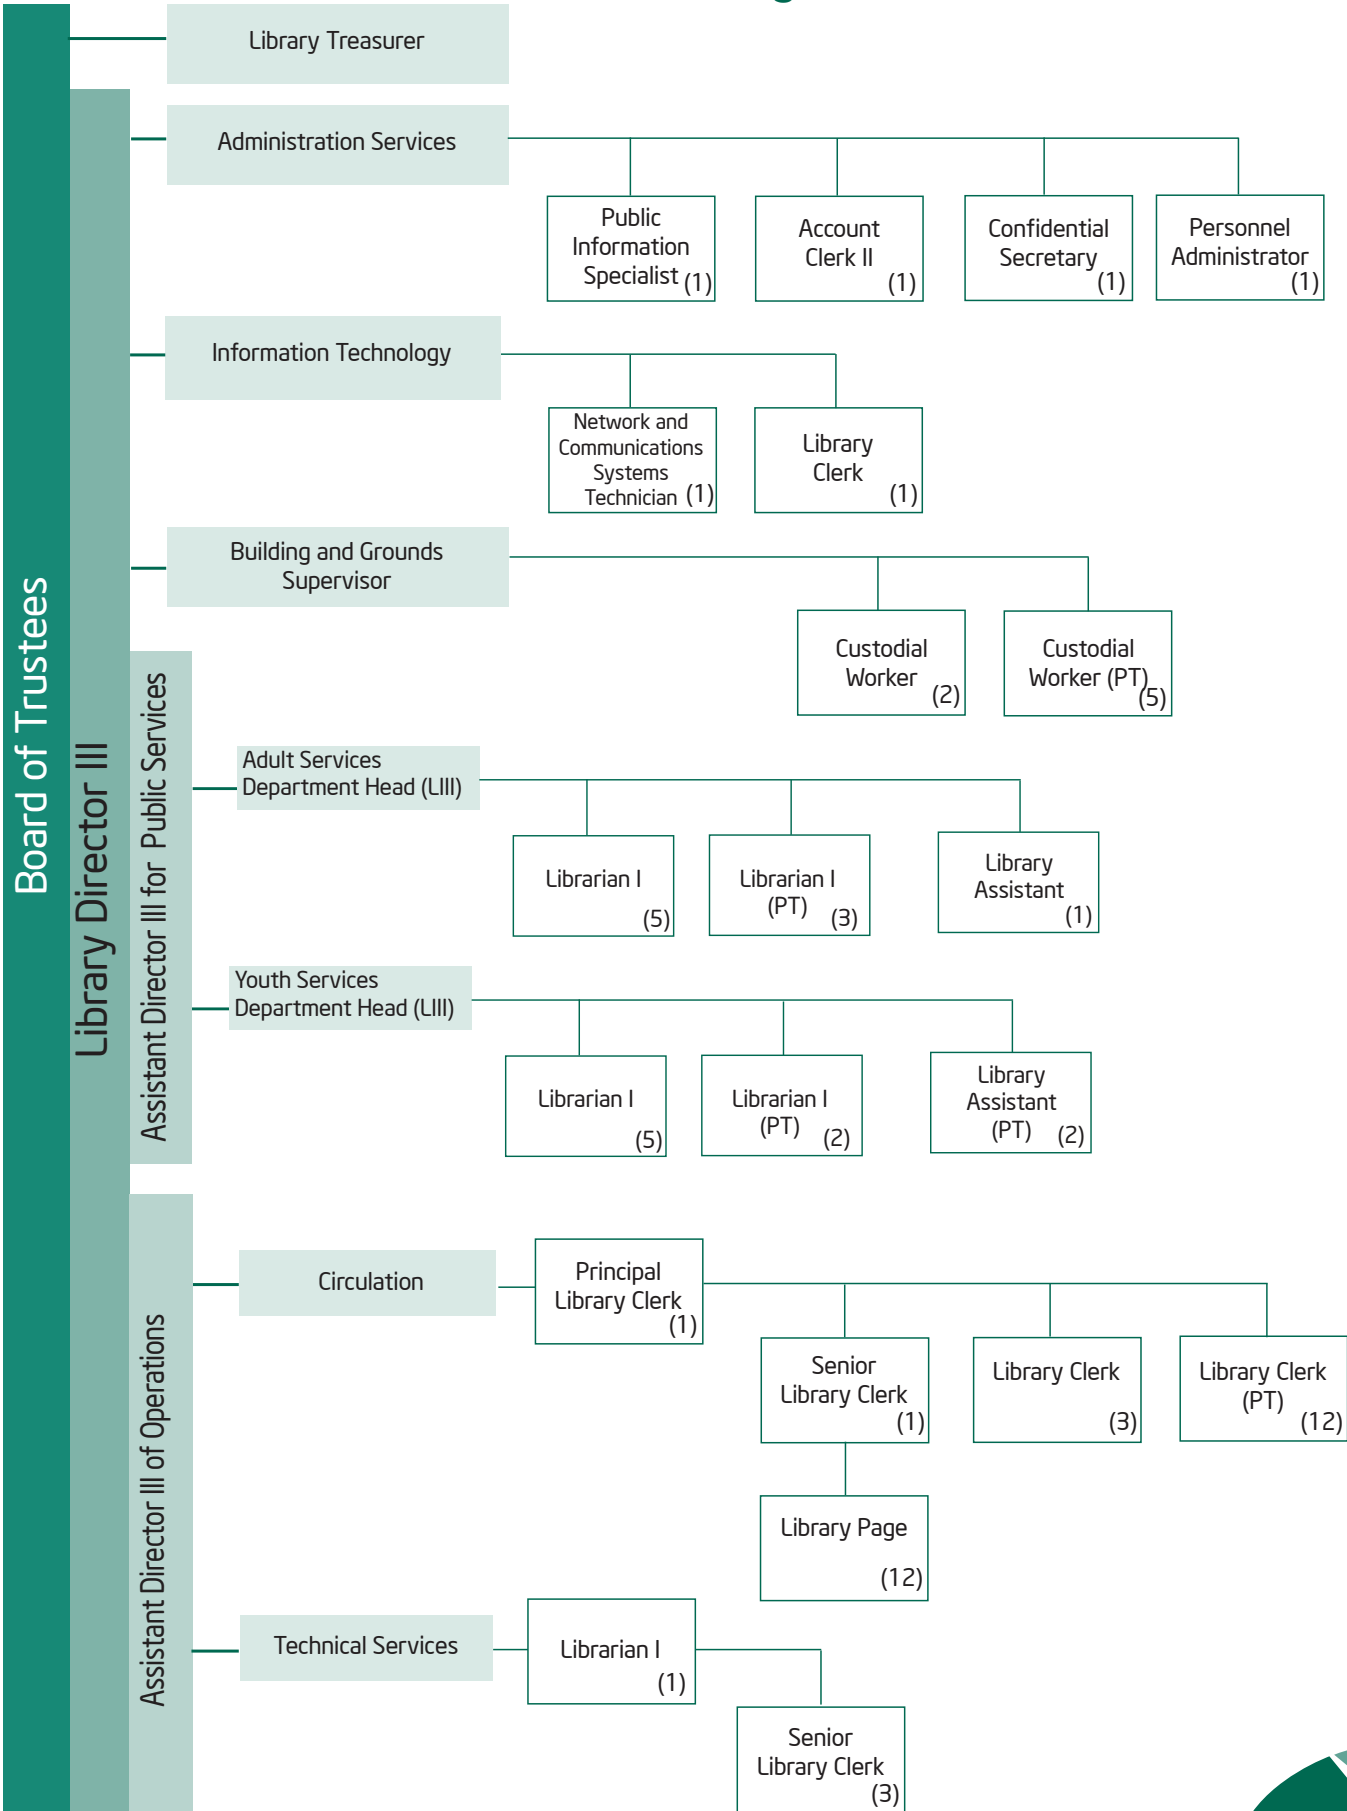 Board of Trustees
Library Director III
Library Treasurer
Administration Services
Public
Information
Specialist (1)
Account
Clerk II
(1)
Confidential
Secretary
(1)
Personnel
Administrator
(1)
Information Technology
Network and
Communications
Systems
Technician (1)
Library
Clerk
(1)
Building and Grounds
Supervisor
Custodial
Worker
(2)
Custodial
Worker (PT)
(5)
Assistant Director III for Public Services
Adult Services
Department Head (LIII)
Librarian I
(5)
Librarian I
(PT) (3)
Library
Assistant
(1)
Youth Services
Department Head (LIII)
Librarian I
(5)
Librarian I
(PT) (2)
Library
Assistant
(PT) (2)
Assistant Director III of Operations
Circulation
Principal
Library Clerk
(1)
Senior
Library Clerk
(1)
Library Clerk
(3)
Library Clerk
(PT)
(12)
Library Page
(12)
Technical Services
Librarian I
(1)
Senior
Library Clerk
(3)